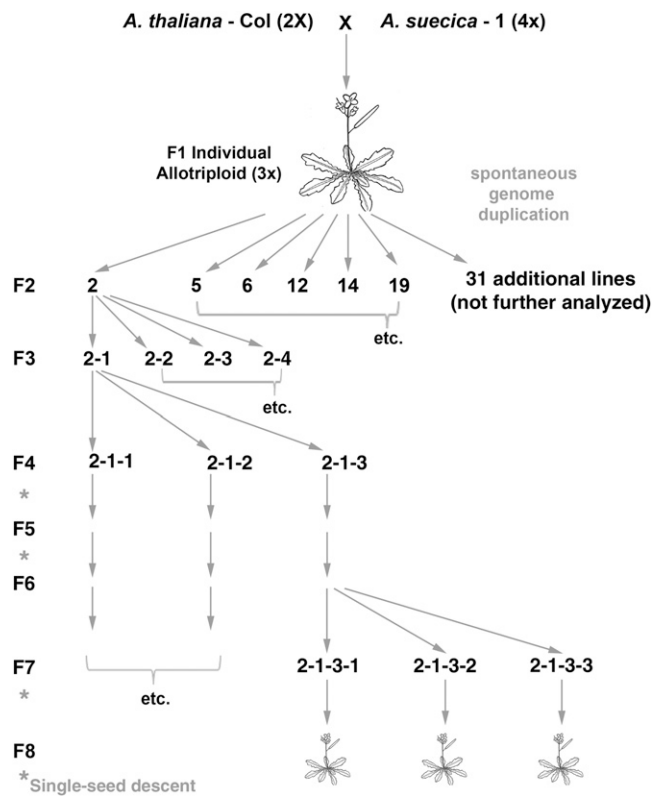 A. thaliana - Col (2X) X A. suecica - 1 (4x)
F1 Individual
Allotriploid (3x)
spontaneous
genome
duplication
F2 2 5 6 12 14 19 31 additional lines
(not further analyzed)
etc.
F3 2-1 2-2 2-3 2-4
etc.
F4 2-1-1 2-1-2 2-1-3
*
F5
*
F6
F7 2-1-3-1 2-1-3-2 2-1-3-3
* etc.
F8
*Single-seed descent